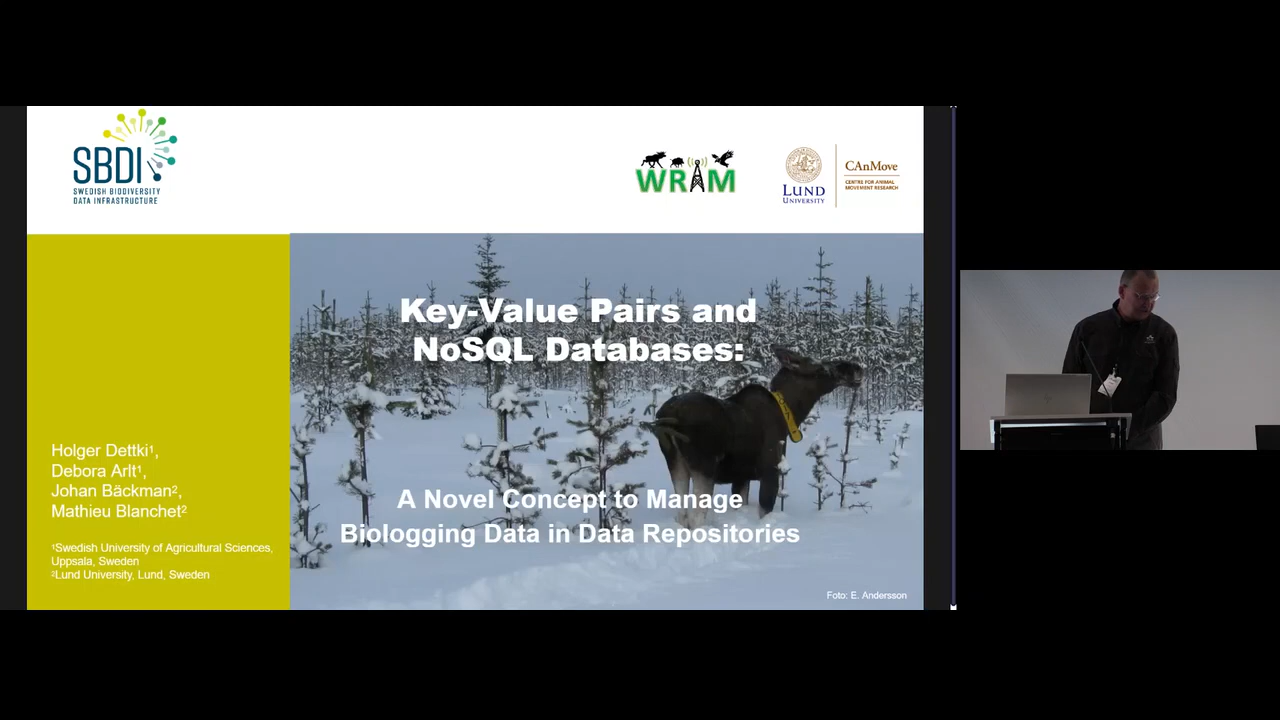 SBDI
SWEDISH BIODIVERSITY
DATA INFRASTRUCTURE
WRAM
LUND
UNIVERSITY
CAnMove
CENTRE FOR ANIMAL
MOVEMENT RESEARCH
Key-Value Pairs and
NoSQL Databases:
A Novel Concept to Manage
Biologging Data in Data Repositories
Holger Dettki¹,
Debora Arlt¹,
Johan Bäckman²,
Mathieu Blanchet²
¹Swedish University of Agricultural Sciences,
Uppsala, Sweden
²Lund University, Lund, Sweden
Foto: E. Andersson